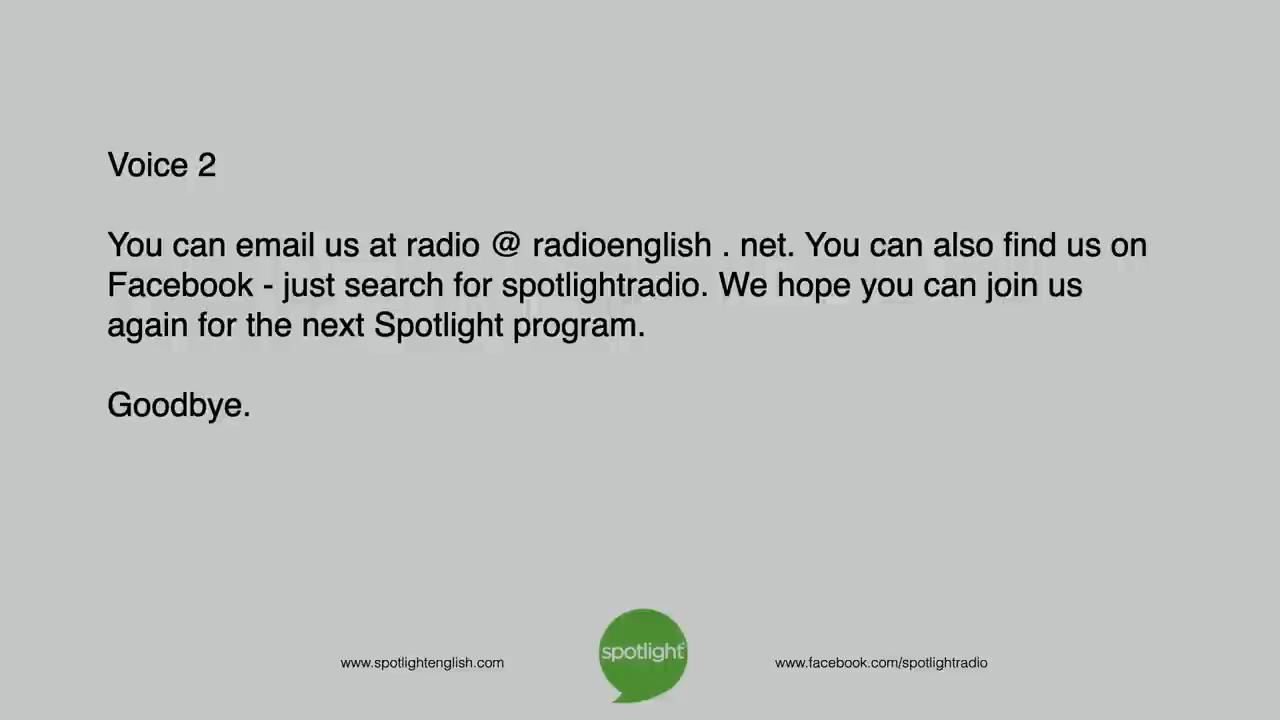 Voice 2
You can email us at radio @ radioenglish . net. You can also find us on
Facebook - just search for spotlightradio. We hope you can join us
again for the next Spotlight program.
Goodbye.
www.spotlightenglish.com
spotlight
www.facebook.com/spotlightradio